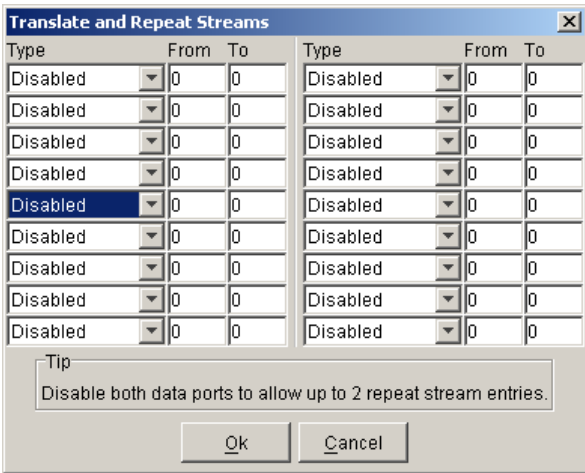 Translate and Repeat Streams
Type From To Type From To
Disabled 0 0 Disabled 0 0
Disabled 0 0 Disabled 0 0
Disabled 0 0 Disabled 0 0
Disabled 0 0 Disabled 0 0
Disabled 0 0 Disabled 0 0
Disabled 0 0 Disabled 0 0
Disabled 0 0 Disabled 0 0
Disabled 0 0 Disabled 0 0
Disabled 0 0 Disabled 0 0
Tip
Disable both data ports to allow up to 2 repeat stream entries.
Ok Cancel